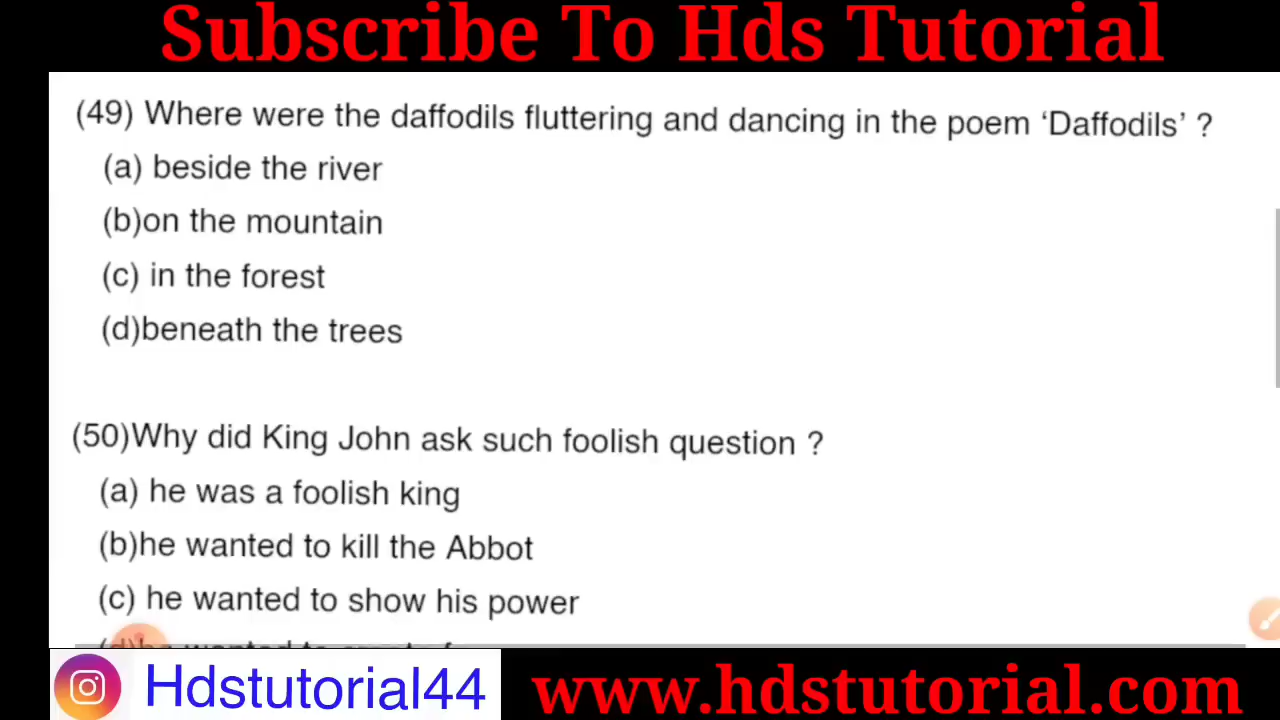 Subscribe To Hds Tutorial
(49) Where were the daffodils fluttering and dancing in the poem ‘Daffodils’ ?
(a) beside the river
(b)on the mountain
(c) in the forest
(d)beneath the trees
(50)Why did King John ask such foolish question ?
(a) he was a foolish king
(b)he wanted to kill the Abbot
(c) he wanted to show his power
(d)he wanted to
Hdstutorial44
www.hdstutorial.com